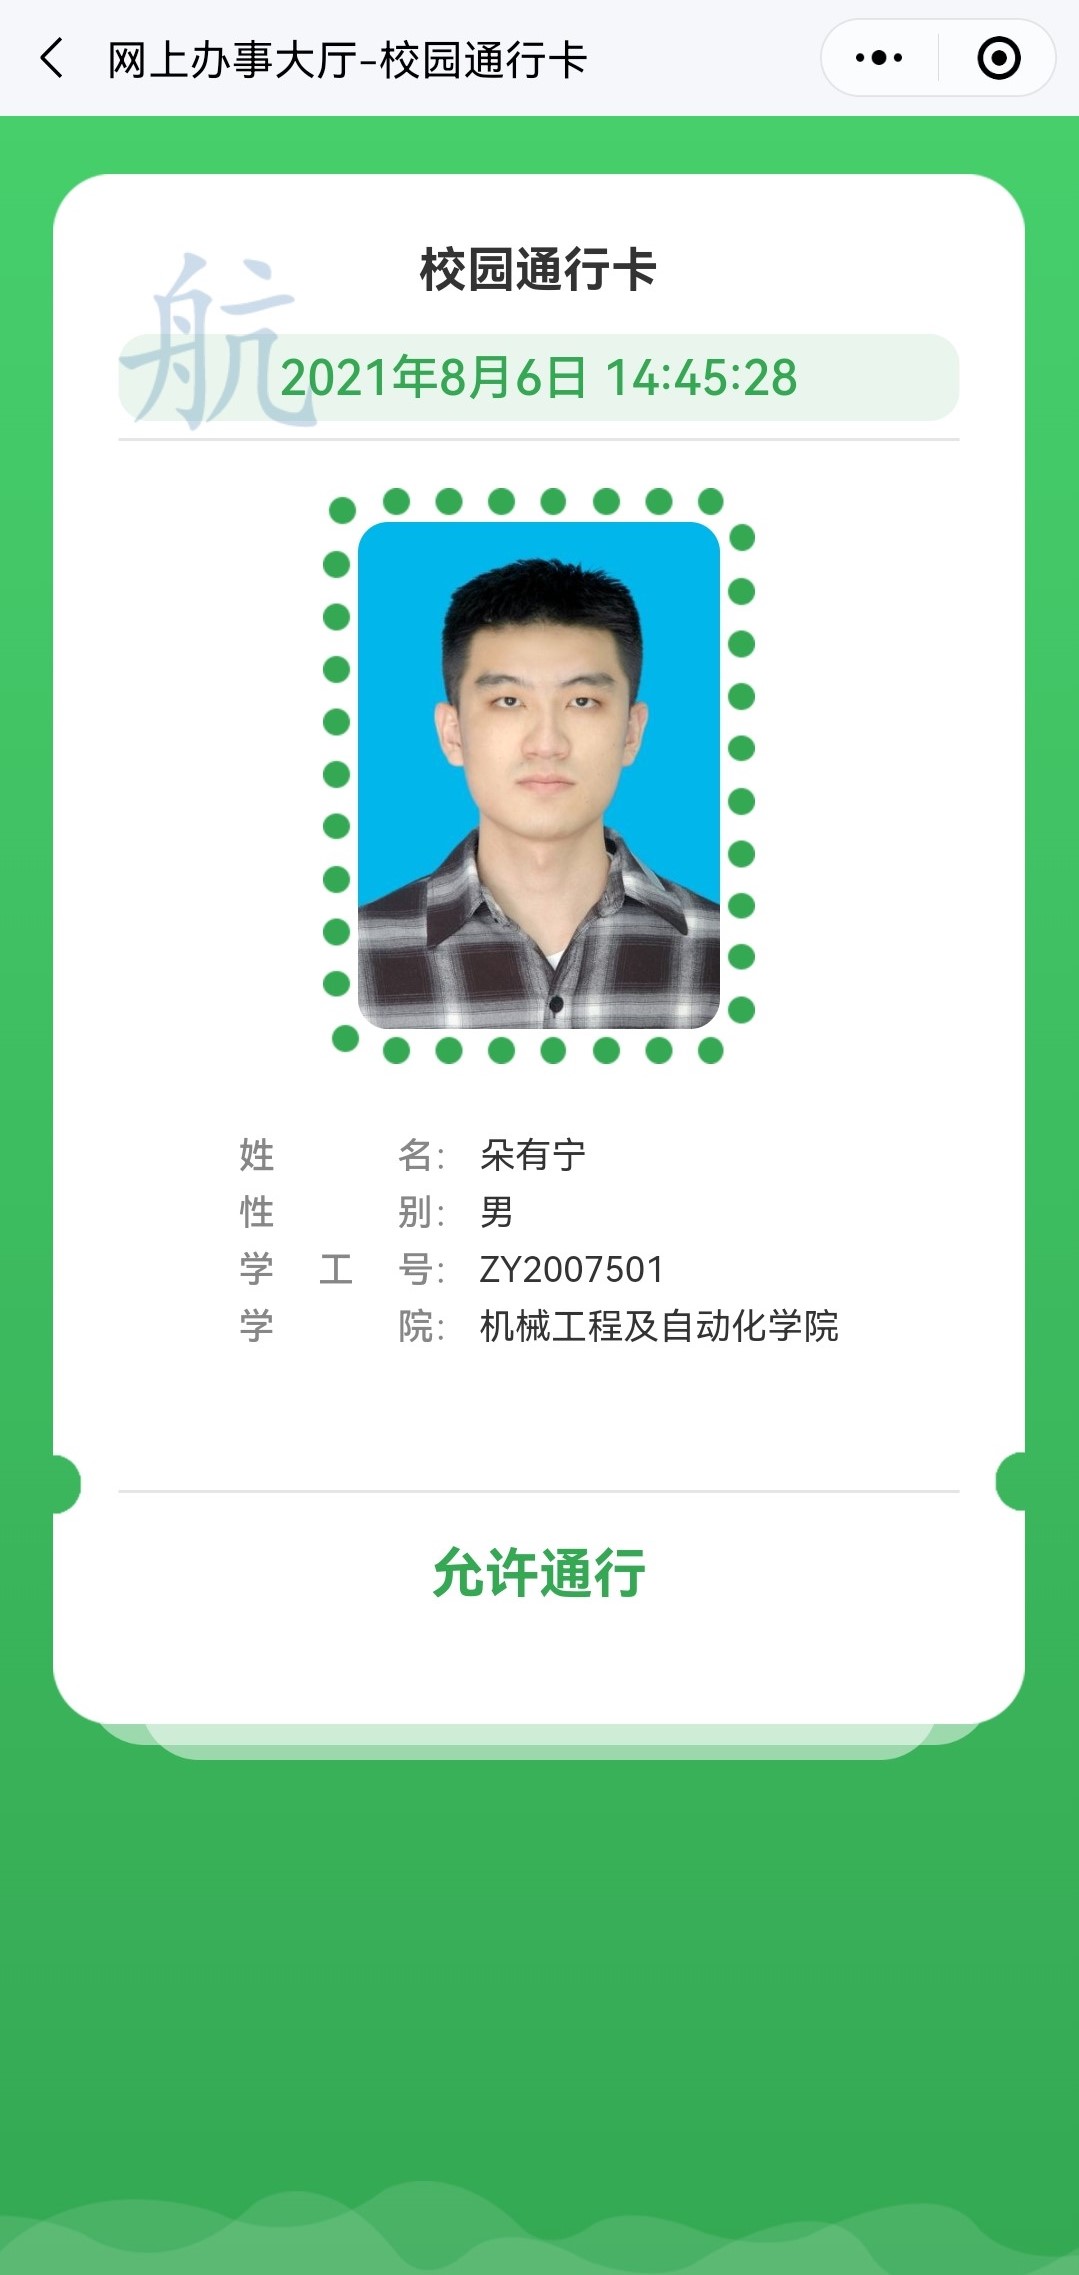 网上办事大厅-校园通行卡
校园通行卡
航
2021年8月6日 14:45:28
姓名: 朵有宁
性别: 男
学工号: ZY2007501
学院: 机械工程及自动化学院
允许通行